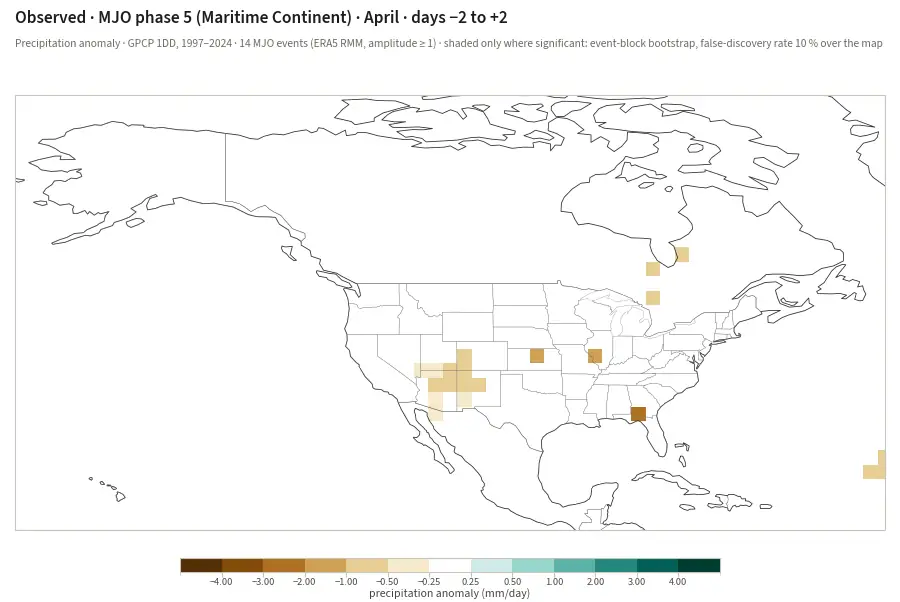 Observed · MJO phase 5 (Maritime Continent) · April · days −2 to +2
Precipitation anomaly · GPCP 1DD, 1997–2024 · 14 MJO events (ERA5 RMM, amplitude ≥ 1) · shaded only where significant: event-block bootstrap, false-discovery rate 10 % over the map
−4.00 −3.00 −2.00 −1.00 −0.50 −0.25 0.25 0.50 1.00 2.00 3.00 4.00
precipitation anomaly (mm/day)